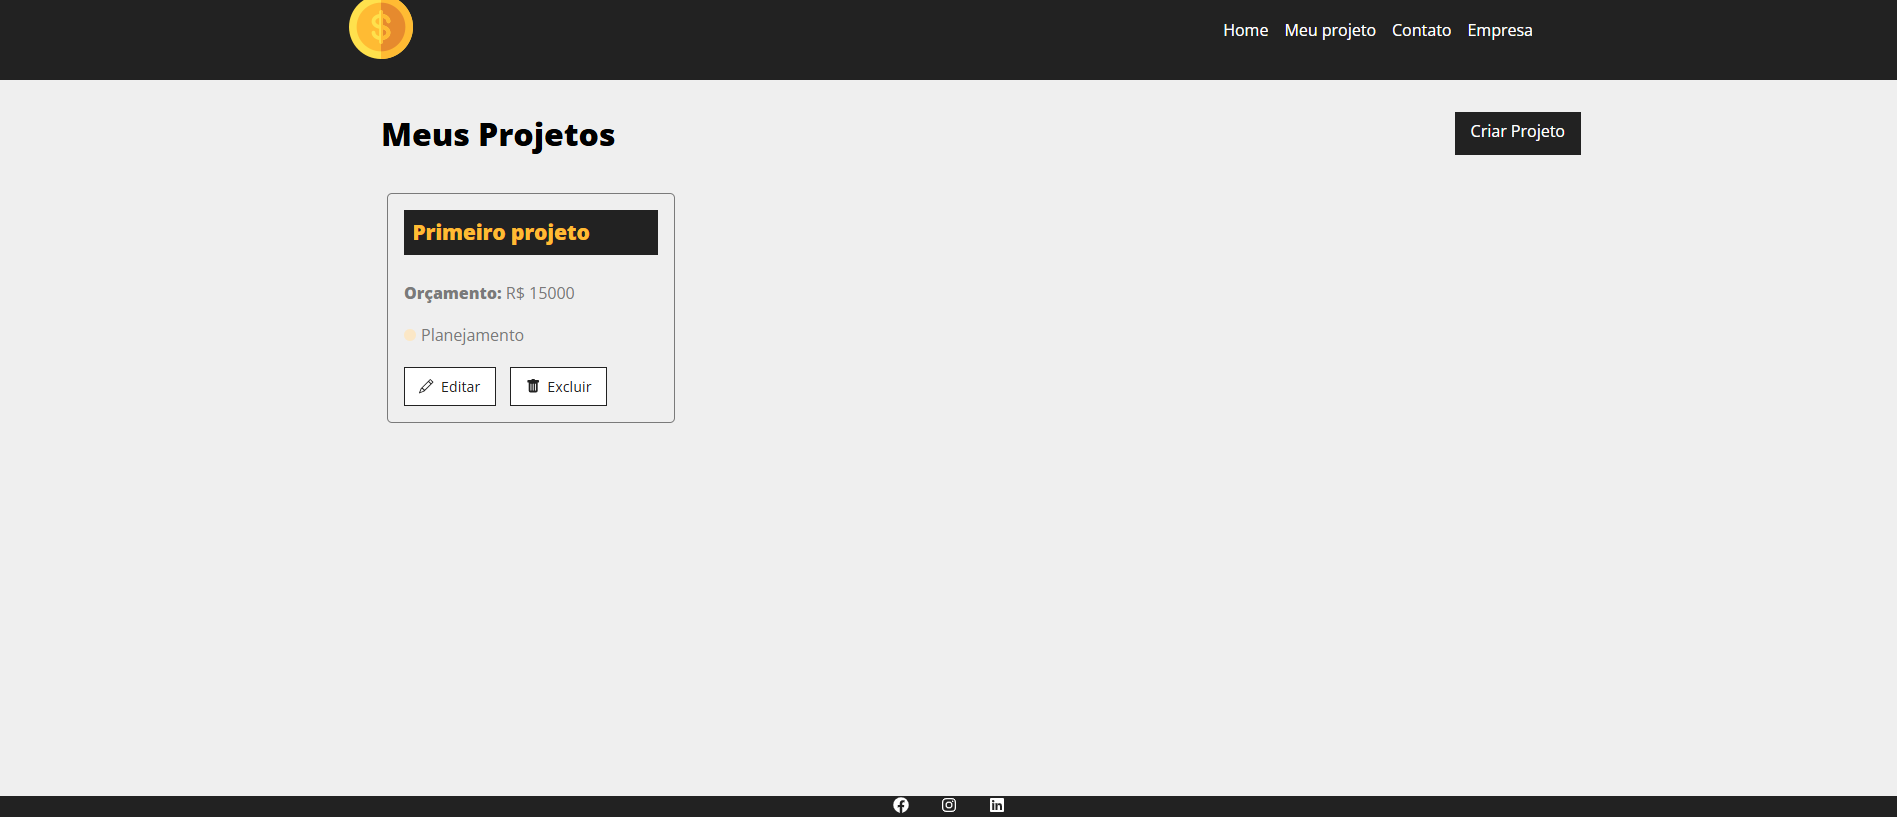 $
Home Meu projeto Contato Empresa
Meus Projetos
Criar Projeto
Primeiro projeto
Orçamento: R$ 15000
Planejamento
Editar Excluir